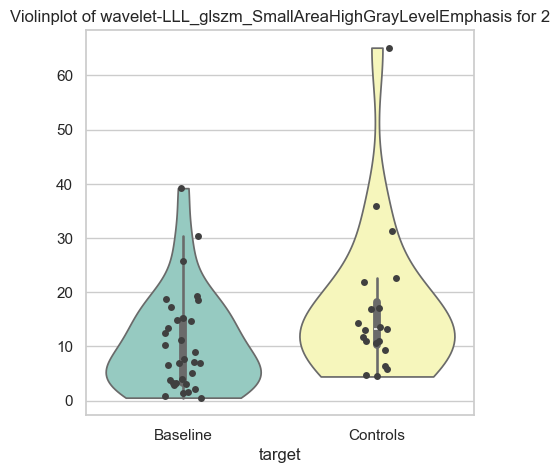 Violinplot of wavelet-LLL_glszm_SmallAreaHighGrayLevelEmphasis for 2
60
50
40
30
20
10
0
Baseline Controls
target